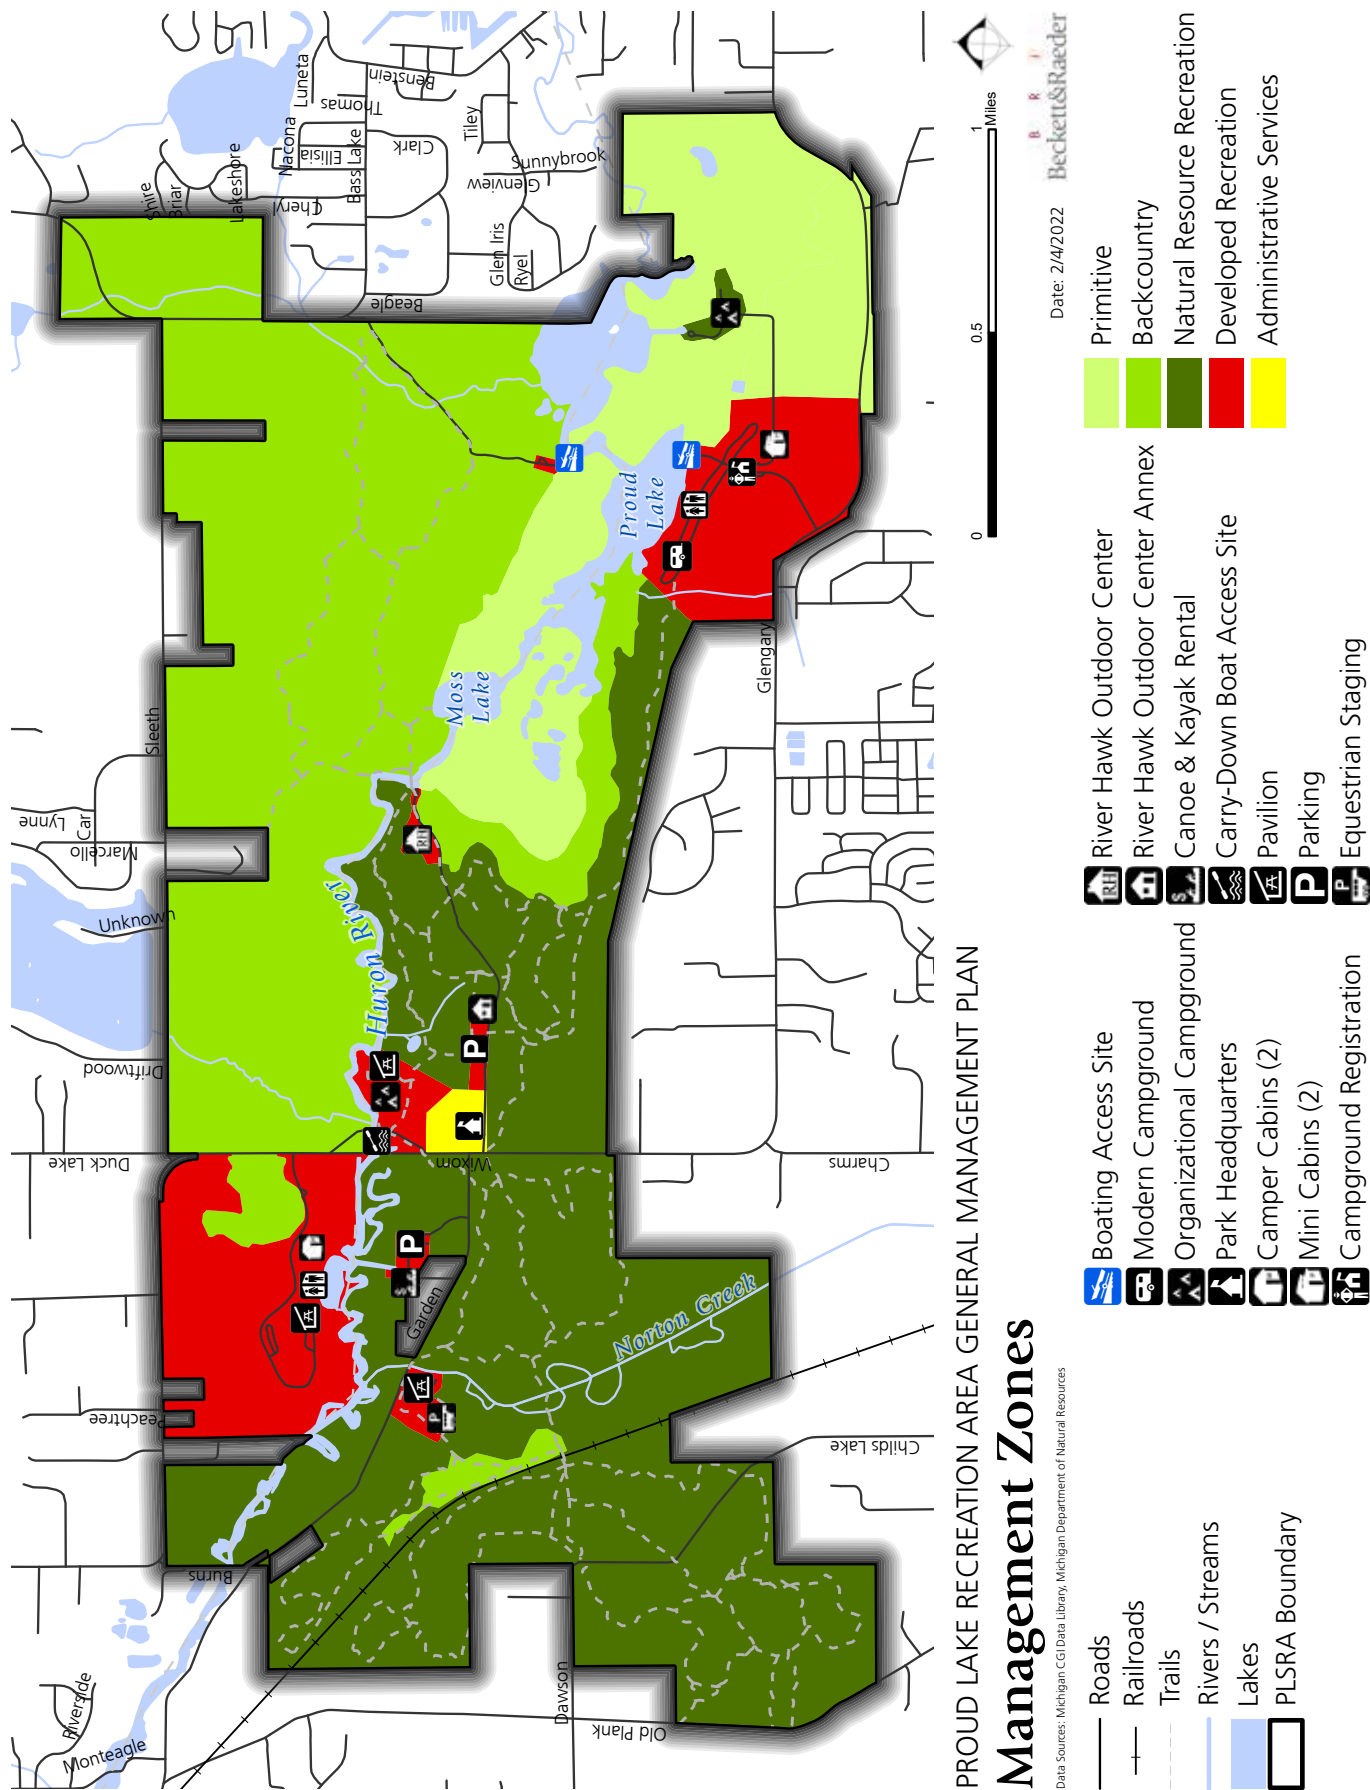 PROUD LAKE RECREATION AREA GENERAL MANAGEMENT PLAN
Management Zones
Data Sources: Michigan CGI Data Library, Michigan Department of Natural Resources
Roads
Railroads
Trails
Rivers / Streams
Lakes
PLSRA Boundary
Boating Access Site
Modern Campground
Organizational Campground
Park Headquarters
Camper Cabins (2)
Mini Cabins (2)
Campground Registration
River Hawk Outdoor Center
River Hawk Outdoor Center Annex
Canoe & Kayak Rental
Carry-Down Boat Access Site
Pavilion
Parking
Equestrian Staging
Primitive
Backcountry
Natural Resource Recreation
Developed Recreation
Administrative Services
0
0.5
1
Miles
Date: 2/4/2022
B R I
Beckett&Raeder
Monteagle
Riverside
Burns
Peachtree
Duck Lake
Driftwood
Unknown
Marcello
Car
Lynne
Sleeth
Shire
Briar
Lakeshore
Cheryl
Nacona
Ellisia
Luneta
Thomas
Bass Lake
Benstein
Clark
Tiley
Sunnybrook
Glenview
Glen Iris
Ryel
Beagle
Huron River
Moss
Lake
Proud
Lake
Norton Creek
Garden
Wixom
Glengary
Charms
Childs Lake
Dawson
Old Plank
RH
P
P
P
RH
S
P
P